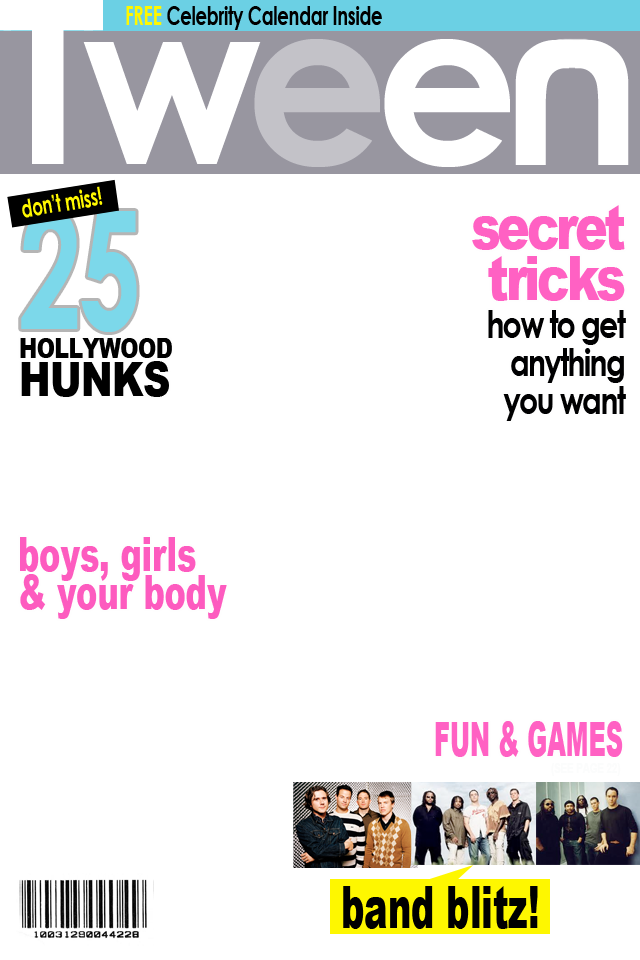 FREE Celebrity Calendar Inside
Tween
don't miss!
25
HOLLYWOOD
HUNKS
secret
tricks
how to get
anything
you want
boys, girls
& your body
FUN & GAMES
band blitz!
10031290044228